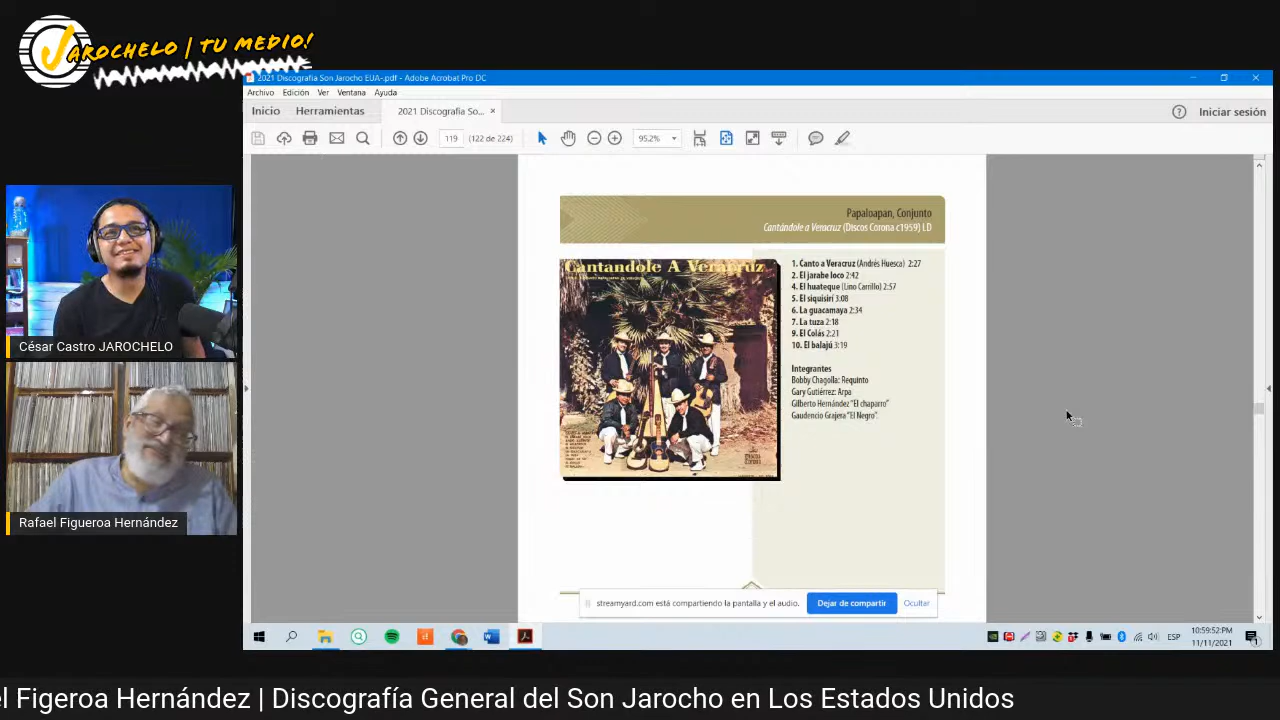 JAROCHELO | TU MEDIO!
2021 Discografia Son Jarocho EUA-.pdf - Adobe Acrobat Pro DC
Archivo Edición Ver Ventana Ayuda
Inicio Herramientas 2021 Discografia So... × Iniciar sesión
119 (122 de 224) 95.2%
Papaloapan, Conjunto
Cantándole a Veracruz (Discos Corona c1959) LD
Cantandole A Veracruz
1. Canto a Veracruz (Andrés Huesca) 2:27
2. El jarabe loco 2:42
4. El huateque (Lino Carrillo) 2:57
5. El siquisirí 3:08
6. La guacamaya 2:34
7. La tuza 2:18
9. El Colás 2:21
10. El balajú 3:19
Integrantes
Bobby Chagolla: Requinto
Gary Gutiérrez: Arpa
Gilberto Hernández "El chaparro"
Gaudencio Grajera "El Negro".
César Castro JAROCHELO
Rafael Figueroa Hernández
streamyard.com está compartiendo la pantalla y el audio. Dejar de compartir Ocultar
ESP
10:59:52 PM
11/11/2021
el Figeroa Hernández | Discografía General del Son Jarocho en Los Estados Unidos